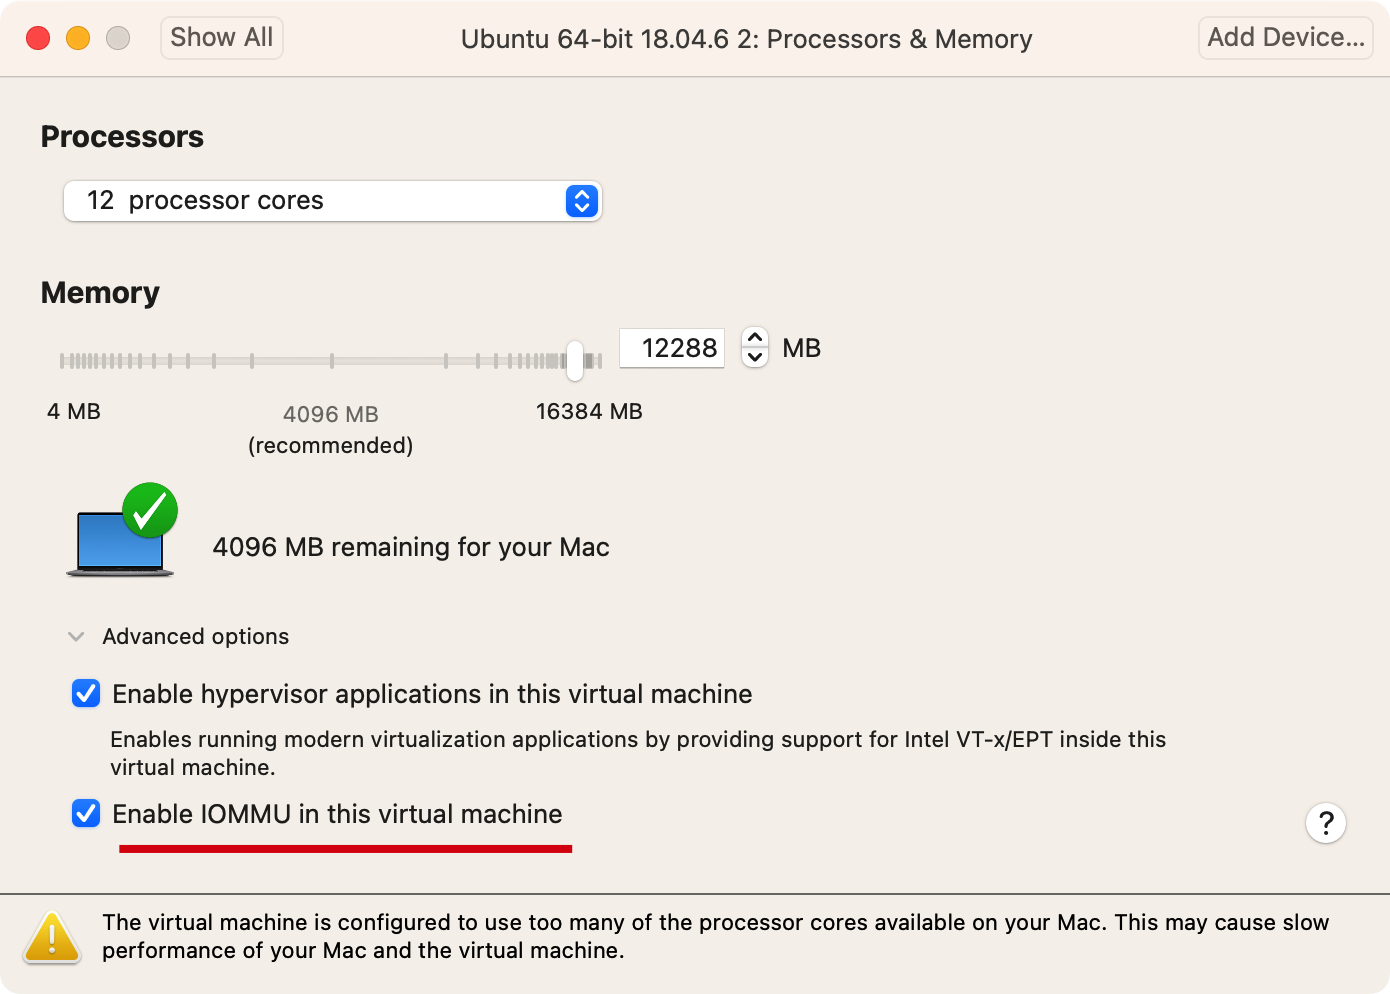 Show All
Ubuntu 64-bit 18.04.6 2: Processors & Memory
Add Device...
Processors
12 processor cores
Memory
12288 MB
4 MB
4096 MB
16384 MB
(recommended)
4096 MB remaining for your Mac
Advanced options
Enable hypervisor applications in this virtual machine
Enables running modern virtualization applications by providing support for Intel VT-x/EPT inside this
virtual machine.
Enable IOMMU in this virtual machine
?
The virtual machine is configured to use too many of the processor cores available on your Mac. This may cause slow
performance of your Mac and the virtual machine.